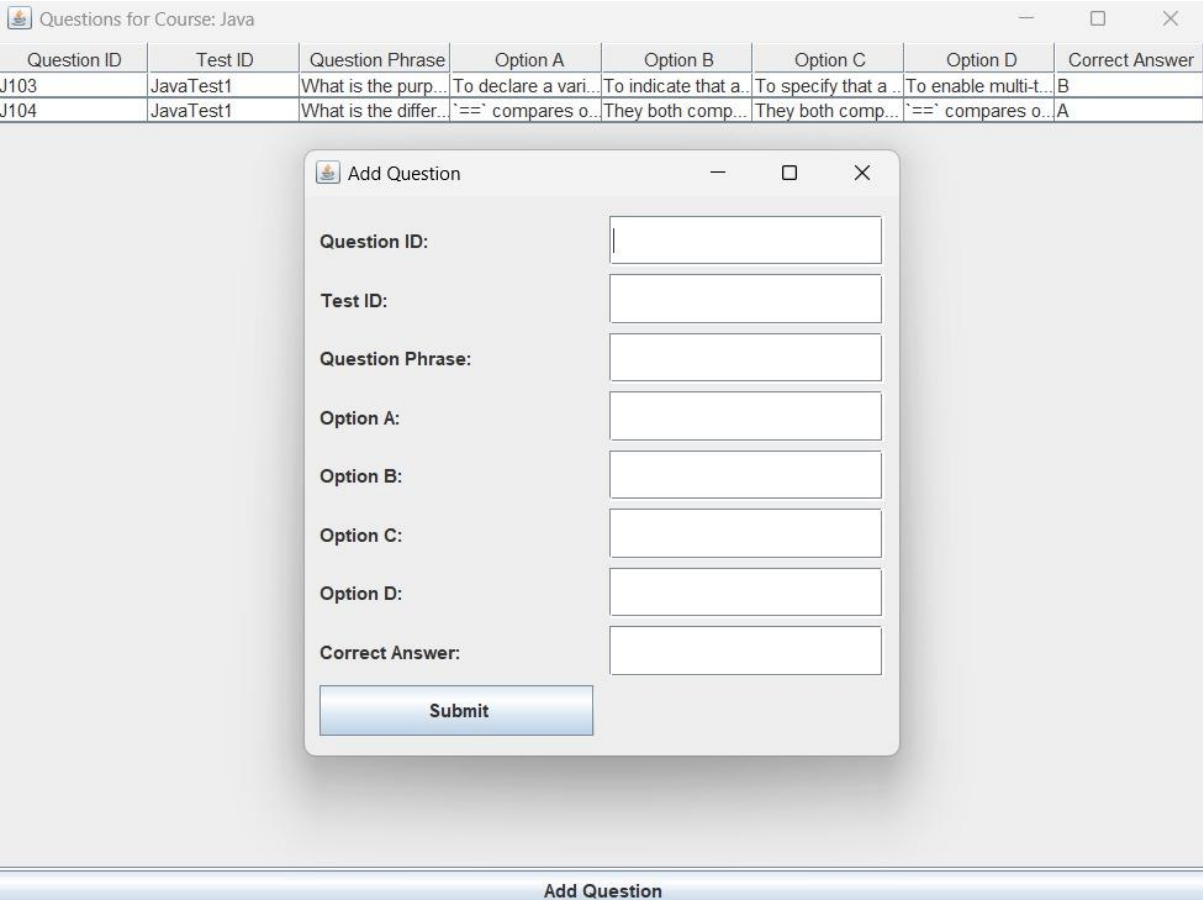 Questions for Course: Java
Question ID Test ID Question Phrase Option A Option B Option C Option D Correct Answer
J103 JavaTest1 What is the purp... To declare a vari... To indicate that a... To specify that a ... To enable multi-t... B
J104 JavaTest1 What is the differ... `==` compares o... They both comp... They both comp... `==` compares o... A
Add Question
Question ID:
Test ID:
Question Phrase:
Option A:
Option B:
Option C:
Option D:
Correct Answer:
Submit
Add Question